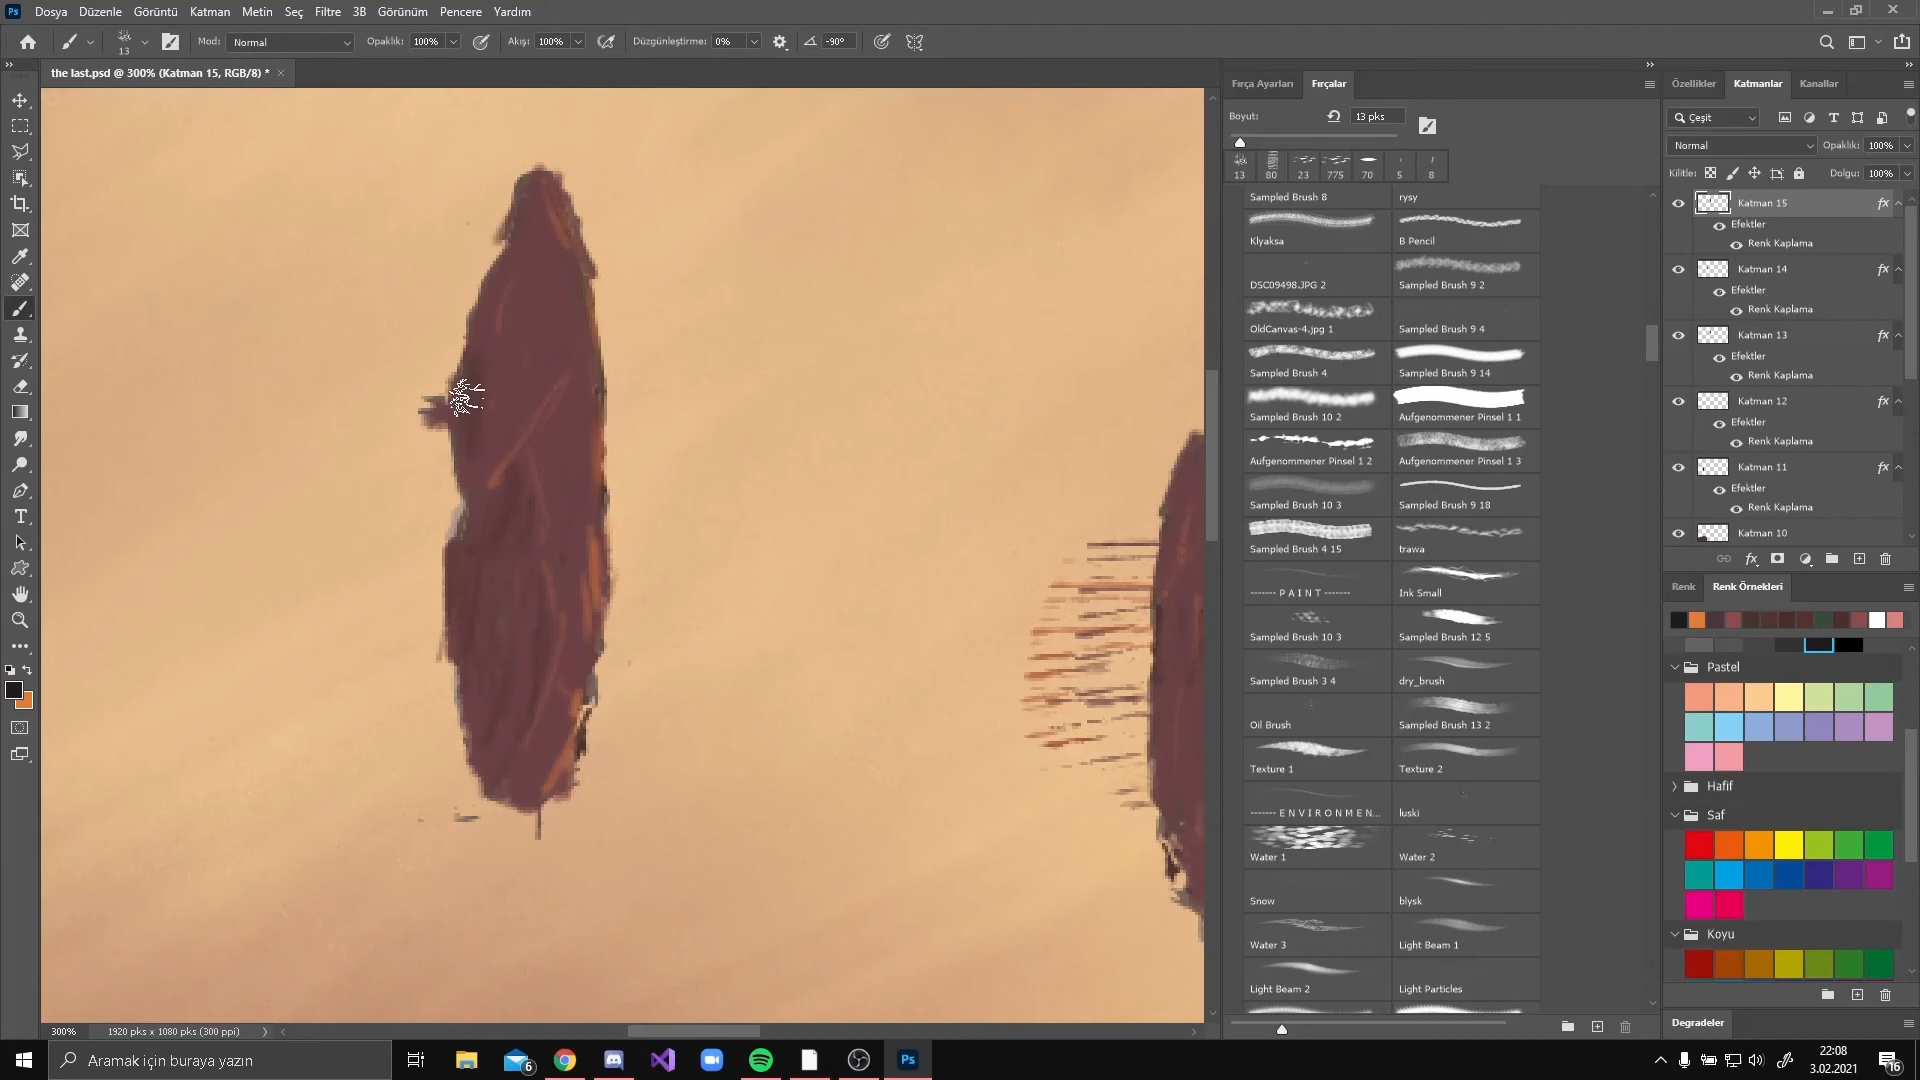 Ps Dosya Düzenle Görüntü Katman Metin Seç Filtre 3B Görünüm Pencere Yardım
13 Mod: Normal Opaklık: 100% Akış: 100% Düzgünleştirme: 0% -90°
the last.psd @ 300% (Katman 15, RGB/8) * ×
Fırça Ayarları Fırçalar
Boyut: 13 pks
13 80 23 775 70 5 8
Sampled Brush 8 rysy
Klyaksa B Pencil
DSC09498.JPG 2 Sampled Brush 9 2
OldCanvas-4.jpg 1 Sampled Brush 9 4
Sampled Brush 4 Sampled Brush 9 14
Sampled Brush 10 2 Aufgenommener Pinsel 1 1
Aufgenommener Pinsel 1 2 Aufgenommener Pinsel 1 3
Sampled Brush 10 3 Sampled Brush 9 18
Sampled Brush 4 15 trawa
------- P A I N T ------- Ink Small
Sampled Brush 10 3 Sampled Brush 12 5
Sampled Brush 3 4 dry_brush
Oil Brush Sampled Brush 13 2
Texture 1 Texture 2
------- E N V I R O N M E N... luski
Water 1 Water 2
Snow blysk
Water 3 Light Beam 1
Light Beam 2 Light Particles
Özellikler Katmanlar Kanallar
Çeşit
Normal Opaklık: 100%
Kilitle: Dolgu: 100%
Katman 15 fx
Efektler
Renk Kaplama
Katman 14 fx
Efektler
Renk Kaplama
Katman 13 fx
Efektler
Renk Kaplama
Katman 12 fx
Efektler
Renk Kaplama
Katman 11 fx
Efektler
Renk Kaplama
Katman 10
Renk Renk Örnekleri
Pastel
Hafif
Saf
Koyu
Degradeler
300% 1920 pks x 1080 pks (300 ppi)
Aramak için buraya yazın 6 Ps 22:08
3.02.2021 16